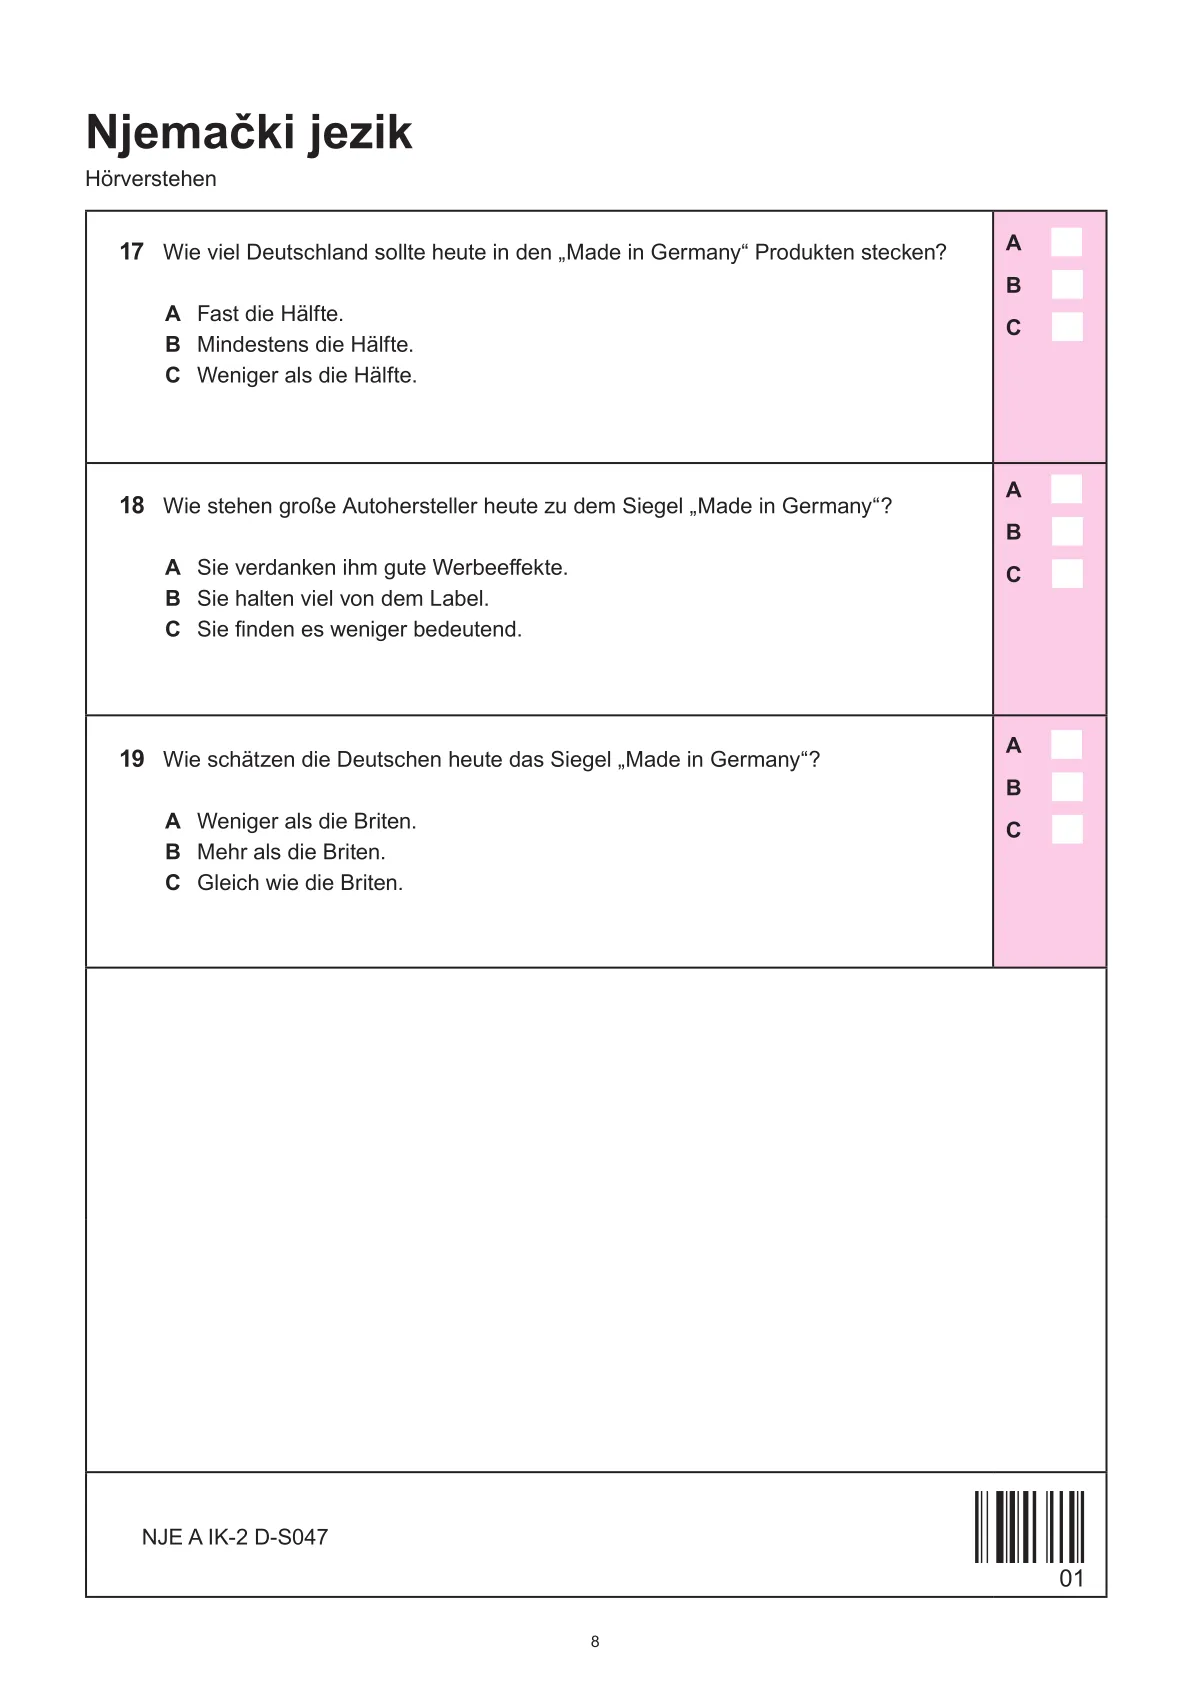 Njemački jezik
Hörverstehen
17 Wie viel Deutschland sollte heute in den „Made in Germany“ Produkten stecken?
A Fast die Hälfte.
B Mindestens die Hälfte.
C Weniger als die Hälfte.
A
B
C
18 Wie stehen große Autohersteller heute zu dem Siegel „Made in Germany“?
A Sie verdanken ihm gute Werbeeffekte.
B Sie halten viel von dem Label.
C Sie finden es weniger bedeutend.
A
B
C
19 Wie schätzen die Deutschen heute das Siegel „Made in Germany“?
A Weniger als die Briten.
B Mehr als die Briten.
C Gleich wie die Briten.
A
B
C
NJE A IK-2 D-S047
01
8